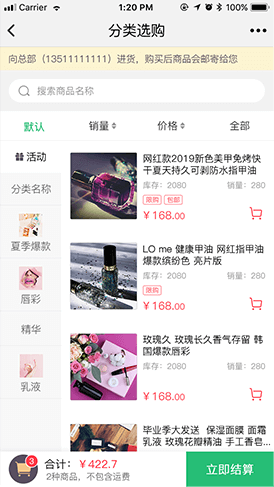 Carrier 1:20 PM 100%
分类选购
向总部（13511111111）进货，购买后商品会邮寄给您
搜索商品名称
默认 销量 价格 全部
活动
分类名称
夏季爆款
唇彩
精华
乳液
网红款2019新色美甲免烤快
干夏天持久可剥防水指甲油
库存：2080 销量：280
限购 包邮
￥168.00
LO me 健康甲油 网红指甲油
爆款缤纷色 亮片版
库存：2080 销量：280
限购
￥168.00
玫瑰久 玫瑰长久香气存留 韩
国爆款唇彩
库存：2080 销量：280
￥168.00
毕业季大发送 保湿面膜 面霜
乳液 玫瑰花瓣精油 手工香皂...
3
合计：￥422.7
2种商品，不包含运费
立即结算